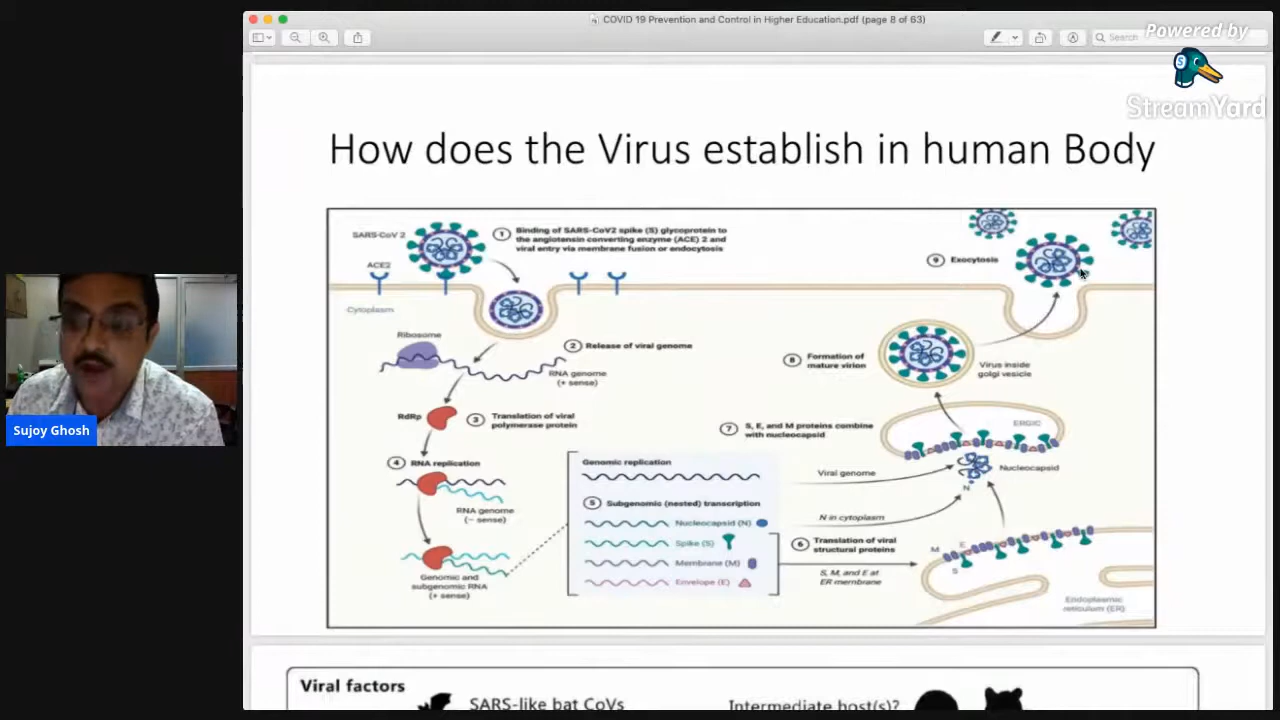 COVID 19 Prevention and Control in Higher Education.pdf (page 8 of 63)
Search
Powered by
StreamYard
How does the Virus establish in human Body
SARS-CoV 2
ACE2
Cytoplasm
1 Binding of SARS-CoV2 spike (S) glycoprotein to
the angiotensin converting enzyme (ACE) 2 and
viral entry via membrane fusion or endocytosis
Ribosome
2 Release of viral genome
RNA genome
(+ sense)
RdRp
3 Translation of viral
polymerase protein
4 RNA replication
RNA genome
(− sense)
Genomic and
subgenomic RNA
(+ sense)
Genomic replication
5 Subgenomic (nested) transcription
Nucleocapsid (N)
Spike (S)
Membrane (M)
Envelope (E)
6 Translation of viral
structural proteins
S, M, and E at
ER membrane
Viral genome
N in cytoplasm
M
E
S
Endoplasmic
reticulum (ER)
7 S, E, and M proteins combine
with nucleocapsid
ERGIC
Nucleocapsid
N
8 Formation of
mature virion
Virus inside
golgi vesicle
9 Exocytosis
Sujoy Ghosh
Viral factors
SARS-like bat CoVs
Intermediate host(s)?